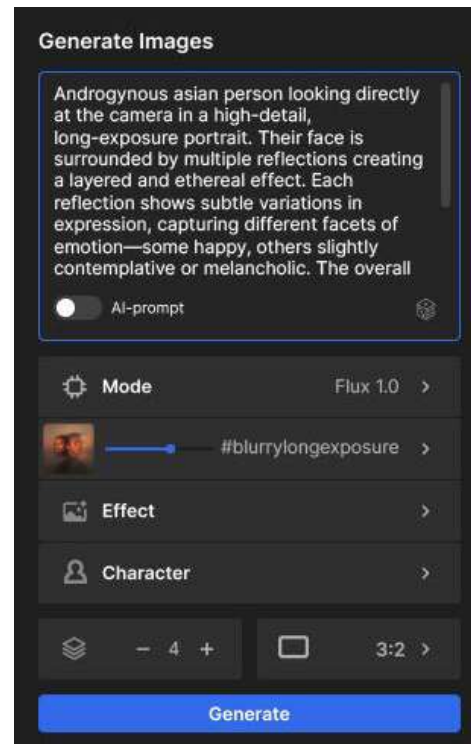 Generate Images
Androgynous asian person looking directly
at the camera in a high-detail,
long-exposure portrait. Their face is
surrounded by multiple reflections creating
a layered and ethereal effect. Each
reflection shows subtle variations in
expression, capturing different facets of
emotion—some happy, others slightly
contemplative or melancholic. The overall
AI-prompt
Mode Flux 1.0 >
#blurrylongexposure >
Effect >
Character >
− 4 + 3:2 >
Generate